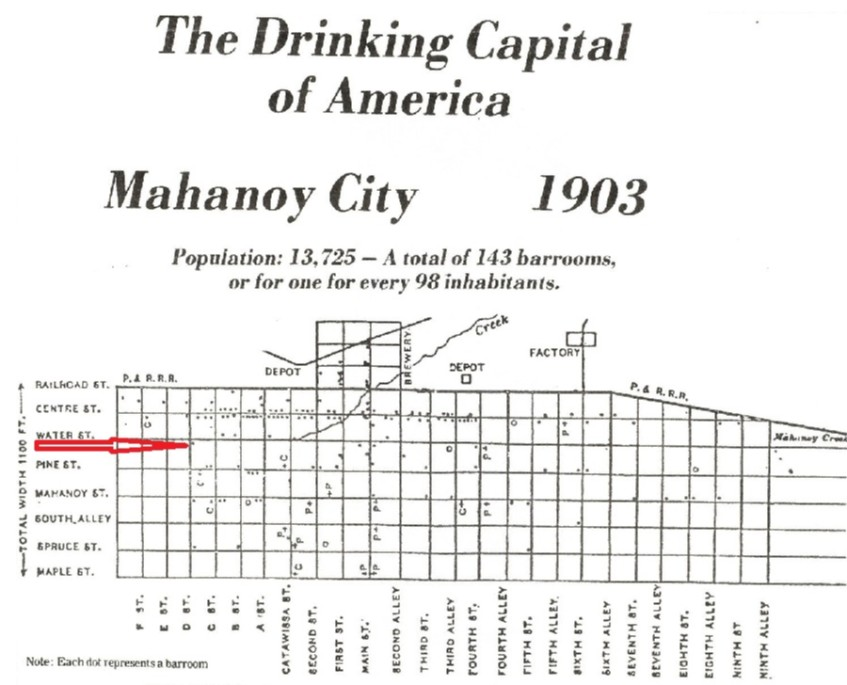 The Drinking Capital
of America
Mahanoy City 1903
Population: 13,725 — A total of 143 barrooms,
or for one for every 98 inhabitants.
Creek
BREWERY
FACTORY
DEPOT
DEPOT
P. & R.R.R.
P. & R.R.R.
RAILROAD ST.
CENTRE ST.
WATER ST.
Mahanoy Creek
PINE ST.
MAHANOY ST.
SOUTH ALLEY
SPRUCE ST.
MAPLE ST.
TOTAL WIDTH 1100 FT.
F ST.
E ST.
D ST.
C ST.
B ST.
A ST.
CATAWISSA ST.
SECOND ST.
FIRST ST.
MAIN ST.
SECOND ALLEY
THIRD ST.
THIRD ALLEY
FOURTH ST.
FOURTH ALLEY
FIFTH ST.
FIFTH ALLEY
SIXTH ST.
SIXTH ALLEY
SEVENTH ST.
SEVENTH ALLEY
EIGHTH ST.
EIGHTH ALLEY
NINTH ST
NINTH ALLEY
Note: Each dot represents a barroom